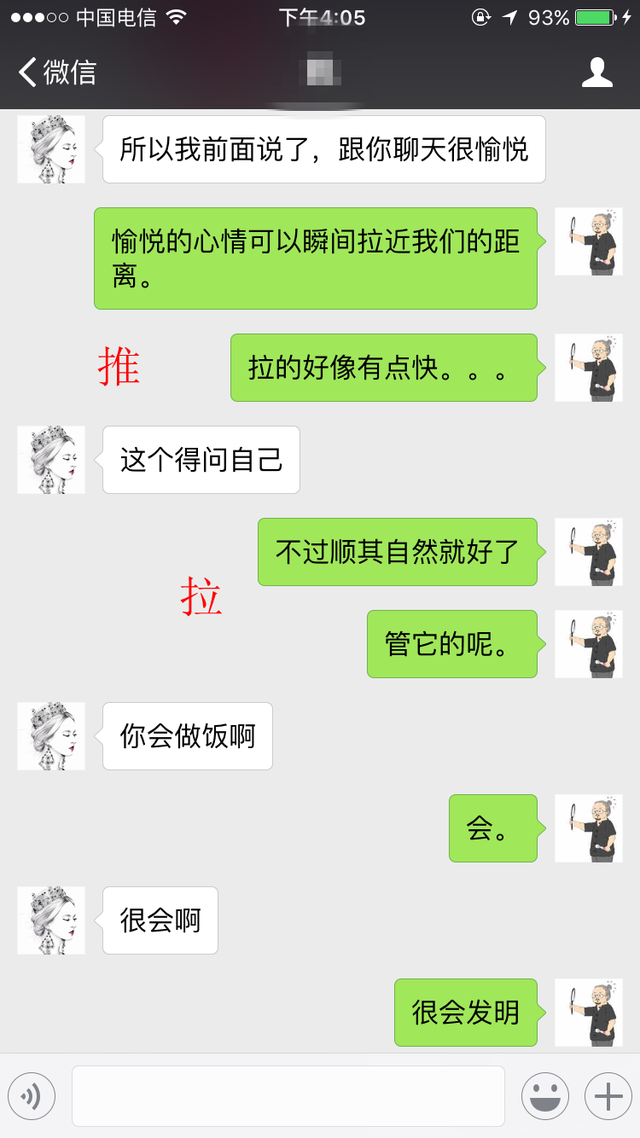 中国电信 下午4:05 93%
微信
所以我前面说了，跟你聊天很愉悦
愉悦的心情可以瞬间拉近我们的距
离。
推
拉的好像有点快。。。
这个得问自己
不过顺其自然就好了
拉
管它的呢。
你会做饭啊
会。
很会啊
很会发明